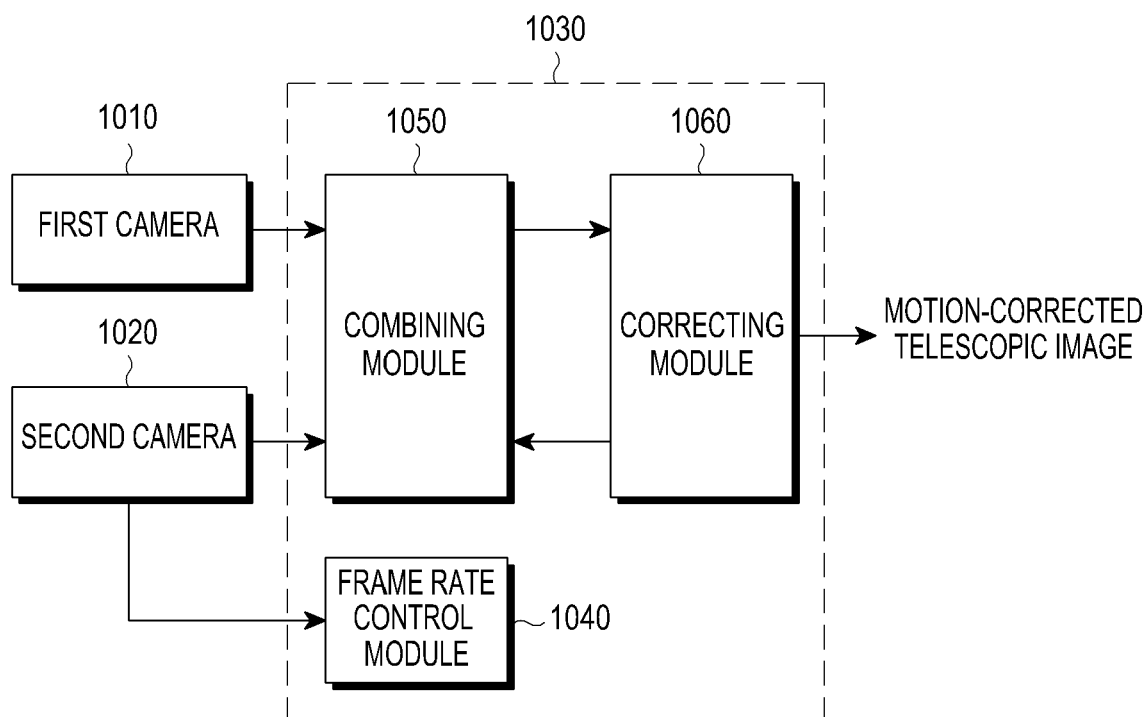 1030
1010
1050
1060
FIRST CAMERA
COMBINING
MODULE
CORRECTING
MODULE
MOTION-CORRECTED
TELESCOPIC IMAGE
1020
SECOND CAMERA
FRAME RATE
CONTROL
MODULE
1040